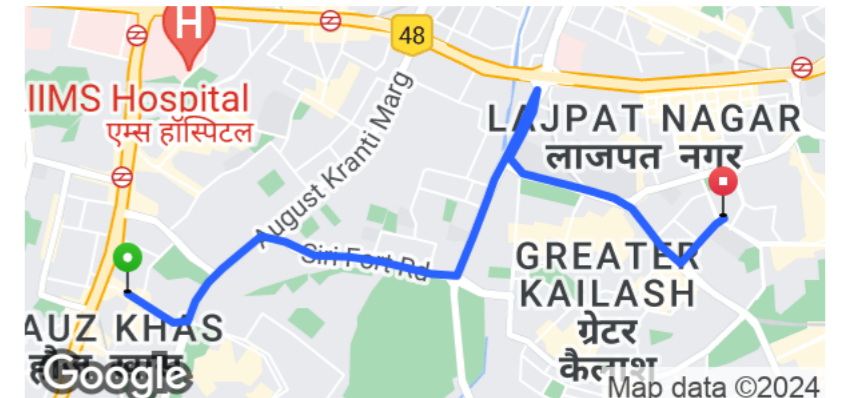 H
48
IIMS Hospital
एम्स हॉस्पिटल
August Kranti Marg
LAJPAT NAGAR
लाजपत नगर
Siri Fort Rd
GREATER
KAILASH
ग्रेटर
कैलाश
AUZ KHAS
हौज़ खास
Google
Map data ©2024